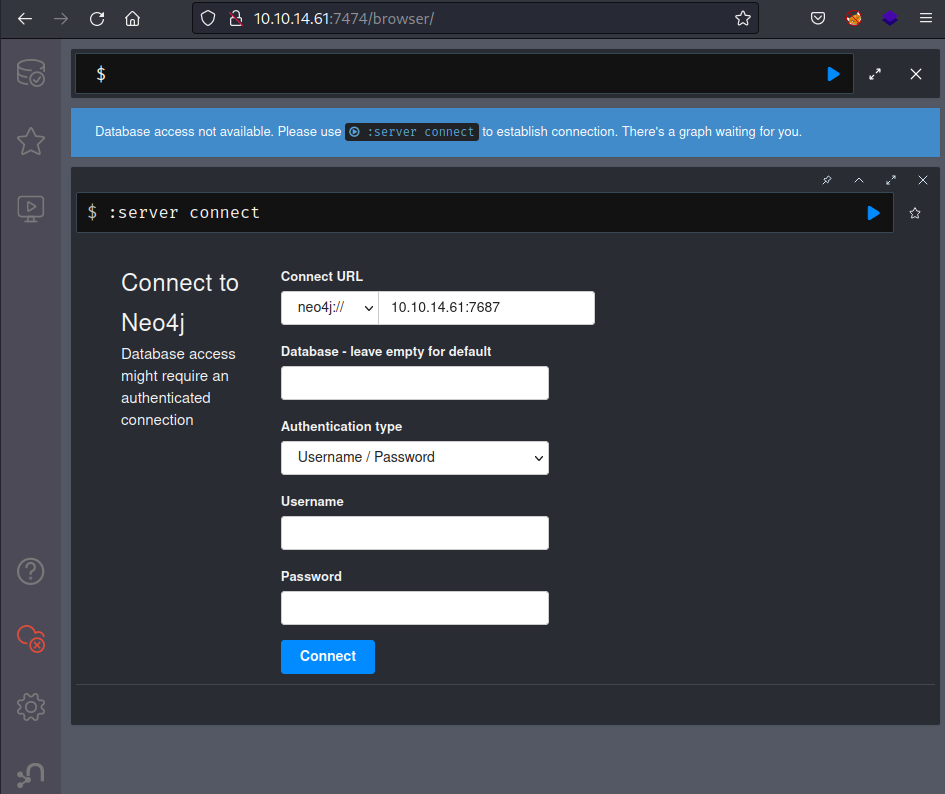 10.10.14.61:7474/browser/
$
Database access not available. Please use :server connect to establish connection. There's a graph waiting for you.
$ :server connect
Connect to
Neo4j
Database access
might require an
authenticated
connection
Connect URL
neo4j:// 10.10.14.61:7687
Database - leave empty for default
Authentication type
Username / Password
Username
Password
Connect